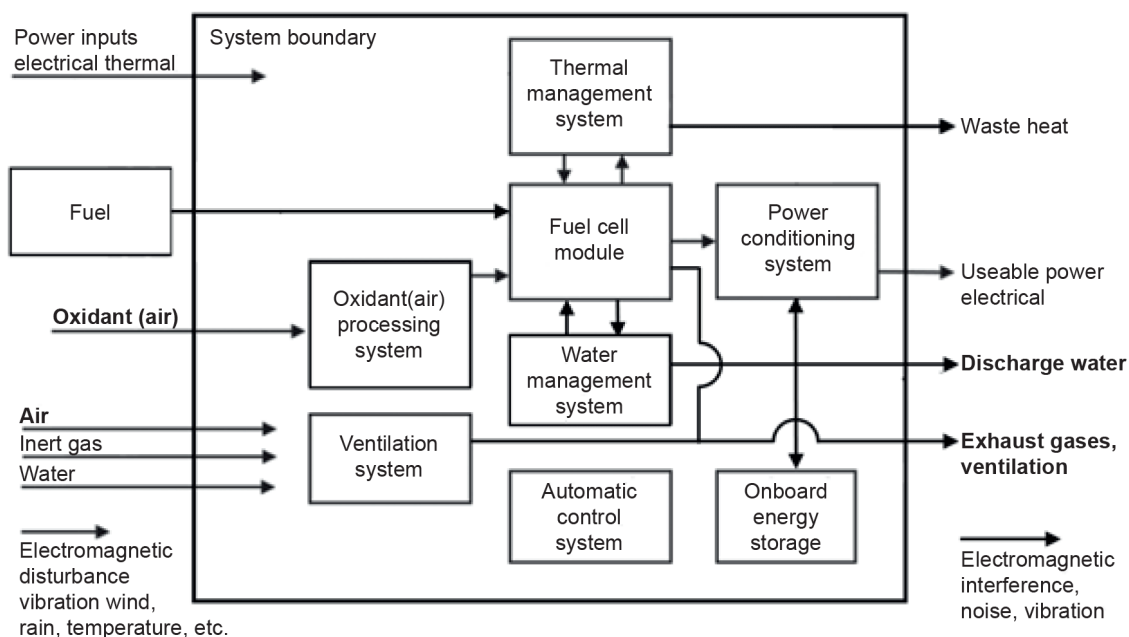 Power inputs
electrical thermal
System boundary
Thermal
management
system
Waste heat
Fuel
Fuel cell
module
Power
conditioning
system
Useable power
electrical
Oxidant (air)
Oxidant(air)
processing
system
Water
management
system
Discharge water
Air
Inert gas
Water
Ventilation
system
Exhaust gases,
ventilation
Automatic
control
system
Onboard
energy
storage
Electromagnetic
disturbance
vibration wind,
rain, temperature, etc.
Electromagnetic
interference,
noise, vibration